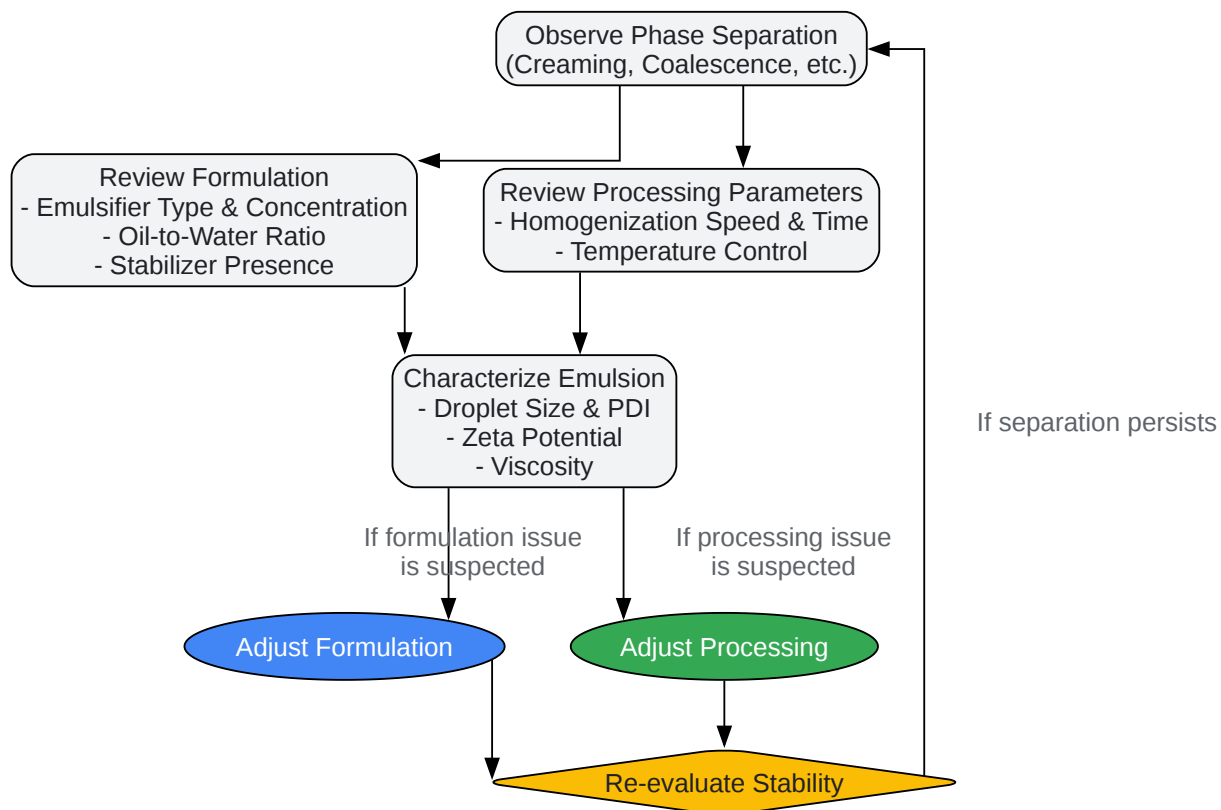 Observe Phase Separation
(Creaming, Coalescence, etc.)
Review Formulation
- Emulsifier Type & Concentration
- Oil-to-Water Ratio
- Stabilizer Presence
Review Processing Parameters
- Homogenization Speed & Time
- Temperature Control
Characterize Emulsion
- Droplet Size & PDI
- Zeta Potential
- Viscosity
If separation persists
If formulation issue
is suspected
If processing issue
is suspected
Adjust Formulation
Adjust Processing
Re-evaluate Stability